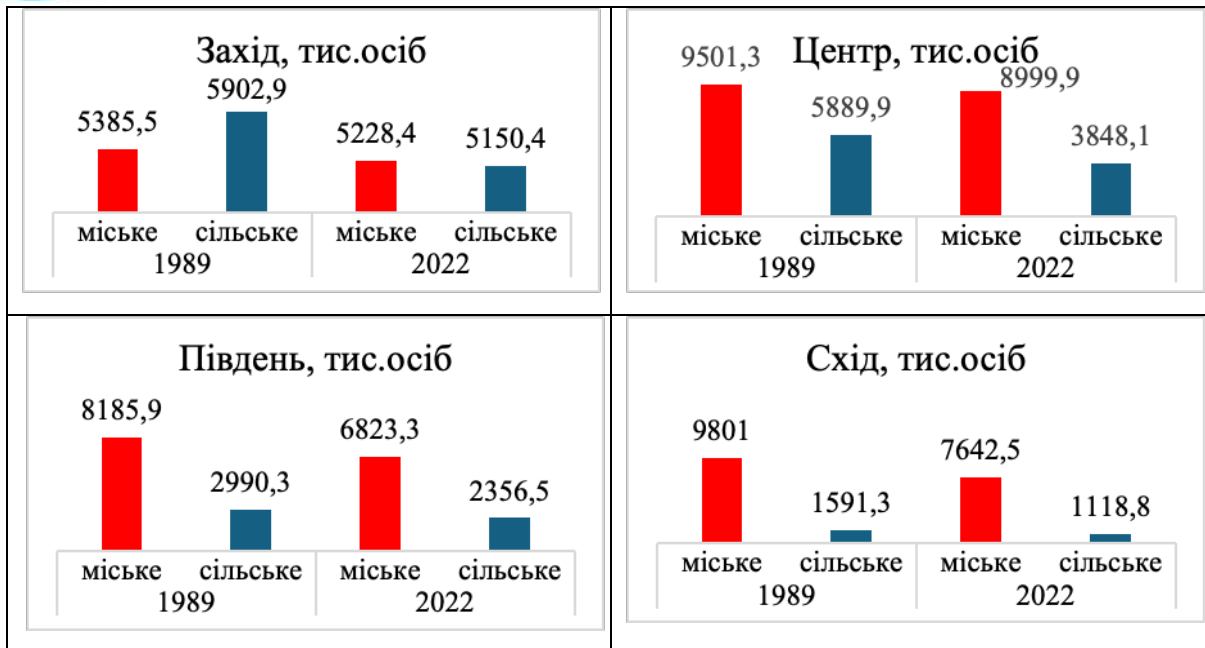 Захід, тис.осіб
5902,9
5385,5
5228,4
5150,4
міське сільське міське сільське
1989 2022
Центр, тис.осіб
9501,3
8999,9
5889,9
3848,1
міське сільське міське сільське
1989 2022
Південь, тис.осіб
8185,9
6823,3
2990,3
2356,5
міське сільське міське сільське
1989 2022
Схід, тис.осіб
9801
7642,5
1591,3
1118,8
міське сільське міське сільське
1989 2022